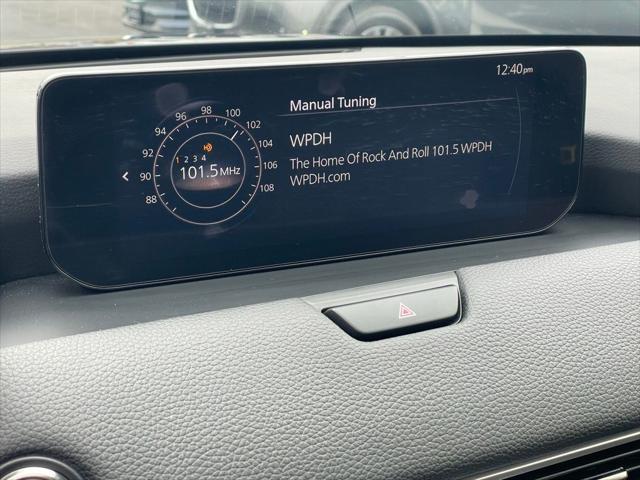 12:40pm
Manual Tuning
WPDH
The Home Of Rock And Roll 101.5 WPDH
WPDH.com
88
90
92
94
96
98
100
102
104
106
108
HD
1 2 3 4
101.5 MHz